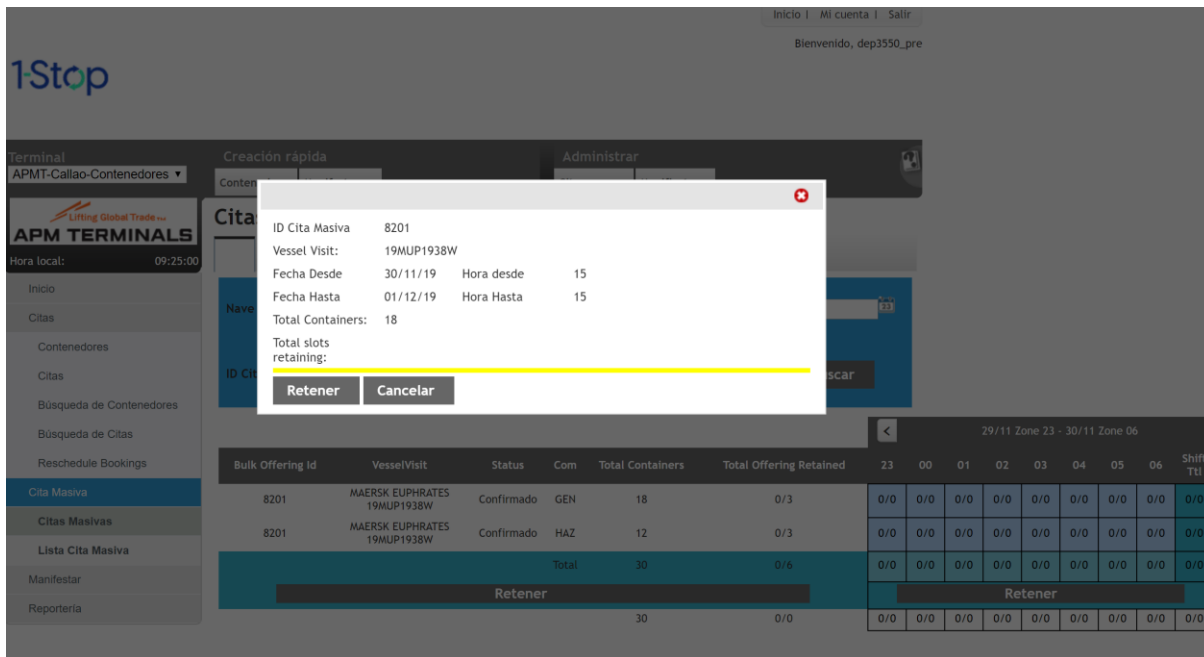 Inicio | Mi cuenta | Salir
Bienvenido, dep3550_pre
1-Stop
Terminal
APMT-Callao-Contenedores ▼
Creación rápida
Administrar
Conten
Lifting Global Trade
APM TERMINALS
Hora local: 09:25:00
Citas
ID Cita Masiva 8201
Vessel Visit: 19MUP1938W
Fecha Desde 30/11/19 Hora desde 15
Fecha Hasta 01/12/19 Hora Hasta 15
Total Containers: 18
Total slots
retaining:
Retener Cancelar
Nave
ID Cit
scar
Inicio
Citas
Contenedores
Citas
Búsqueda de Contenedores
Búsqueda de Citas
Reschedule Bookings
Cita Masiva
Citas Masivas
Lista Cita Masiva
Manifestar
Reportería
29/11 Zone 23 - 30/11 Zone 06
Bulk Offering Id VesselVisit Status Com Total Containers Total Offering Retained 23 00 01 02 03 04 05 06 Shift Ttl
8201 MAERSK EUPHRATES 19MUP1938W Confirmado GEN 18 0/3 0/0 0/0 0/0 0/0 0/0 0/0 0/0 0/0 0/0
8201 MAERSK EUPHRATES 19MUP1938W Confirmado HAZ 12 0/3 0/0 0/0 0/0 0/0 0/0 0/0 0/0 0/0 0/0
Total 30 0/6 0/0 0/0 0/0 0/0 0/0 0/0 0/0 0/0 0/0
Retener Retener
30 0/0 0/0 0/0 0/0 0/0 0/0 0/0 0/0 0/0 0/0